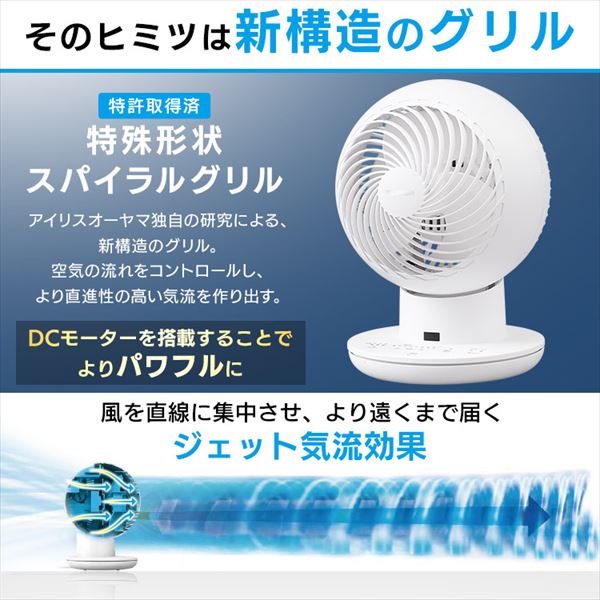 そのヒミツは新構造のグリル
特許取得済
特殊形状
スパイラルグリル
アイリスオーヤマ独自の研究による、
新構造のグリル。
空気の流れをコントロールし、
より直進性の高い気流を作り出す。
DCモーターを搭載することで
よりパワフルに
風を直線に集中させ、より遠くまで届く
ジェット気流効果